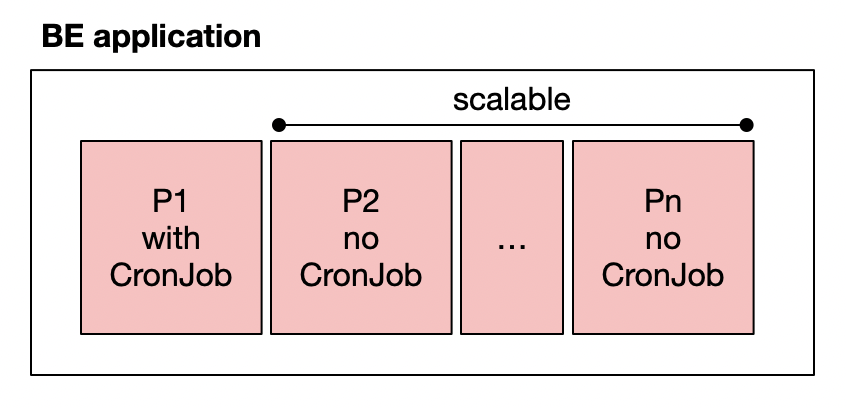 BE application
scalable
P1
with
CronJob
P2
no
CronJob
...
Pn
no
CronJob